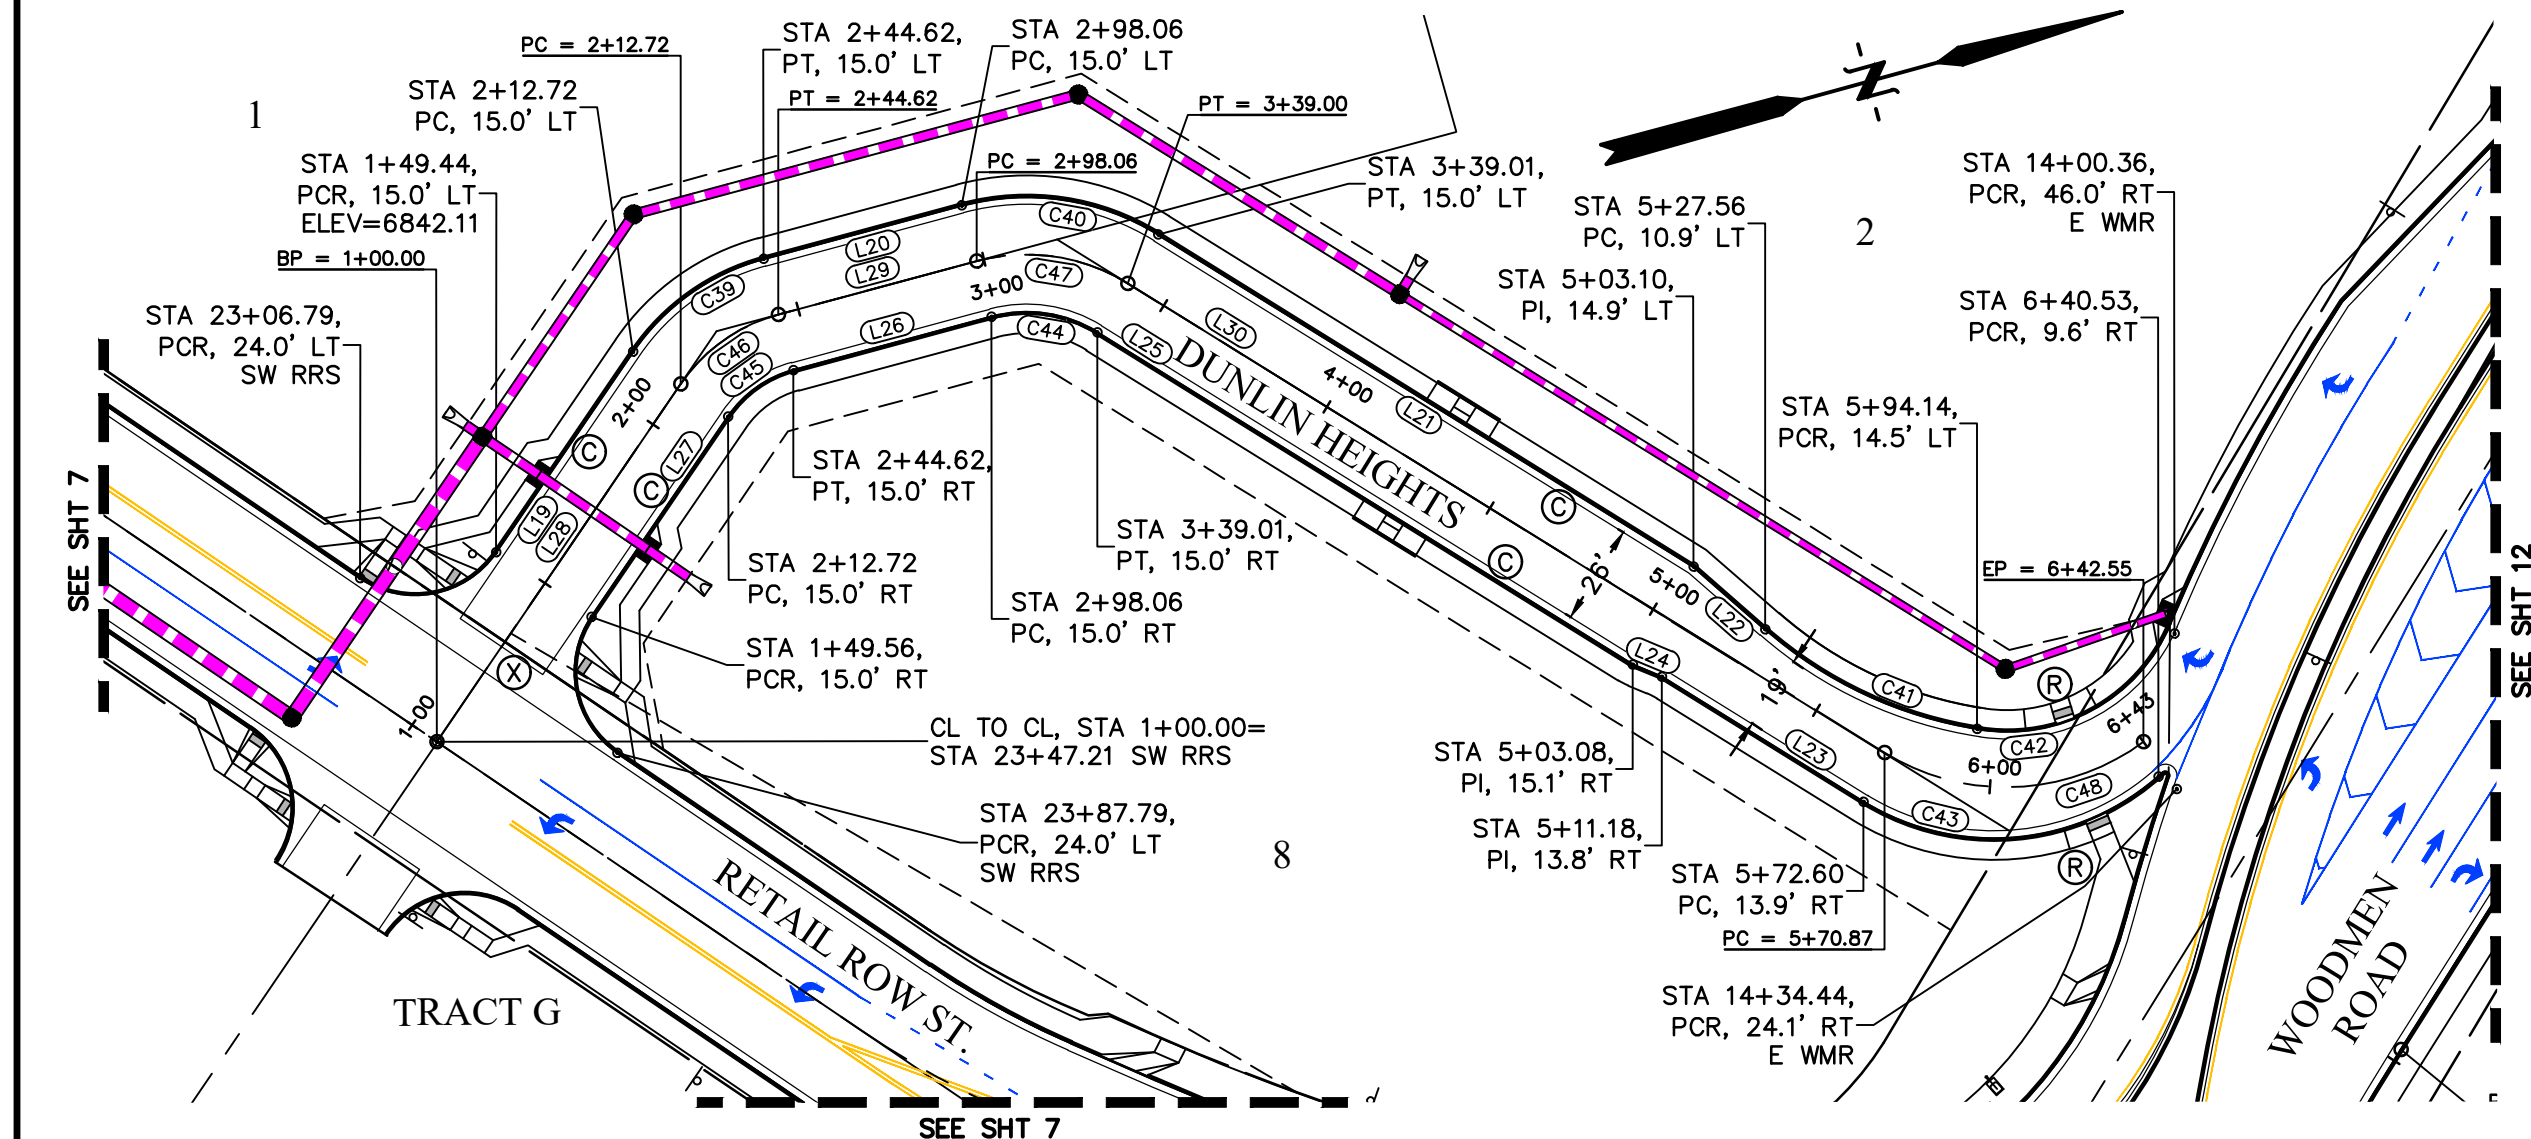 STA 2+44.62,
PT, 15.0' LT
STA 2+98.06
PC, 15.0' LT
PC = 2+12.72
STA 2+12.72
PC, 15.0' LT
PT = 2+44.62
PT = 3+39.00
1
N
STA 1+49.44,
PCR, 15.0' LT
ELEV=6842.11
PC = 2+98.06
STA 3+39.01,
PT, 15.0' LT
STA 14+00.36,
PCR, 46.0' RT
E WMR
BP = 1+00.00
STA 5+27.56
PC, 10.9' LT
2
STA 23+06.79,
PCR, 24.0' LT
SW RRS
STA 5+03.10,
PI, 14.9' LT
STA 6+40.53,
PCR, 9.6' RT
C39
L20
L29
C40
C47
3+00
C46
C45
L26
C44
L25
L30
DUNLIN HEIGHTS
4+00
L21
STA 5+94.14,
PCR, 14.5' LT
2+00
C
C
L27
L19
L28
SEE SHT 7
STA 2+44.62,
PT, 15.0' RT
STA 3+39.01,
PT, 15.0' RT
C
C
26'
5+00
L22
EP = 6+42.55
SEE SHT 12
STA 2+12.72
PC, 15.0' RT
STA 2+98.06
PC, 15.0' RT
STA 1+49.56,
PCR, 15.0' RT
X
L24
19'
C41
R
6+43
1+00
CL TO CL, STA 1+00.00=
STA 23+47.21 SW RRS
STA 5+03.08,
PI, 15.1' RT
L23
C42
6+00
C48
C43
STA 23+87.79,
PCR, 24.0' LT
SW RRS
8
STA 5+11.18,
PI, 13.8' RT
R
STA 5+72.60
PC, 13.9' RT
PC = 5+70.87
RETAIL ROW ST.
TRACT G
STA 14+34.44,
PCR, 24.1' RT
E WMR
WOODMEN
ROAD
SEE SHT 7